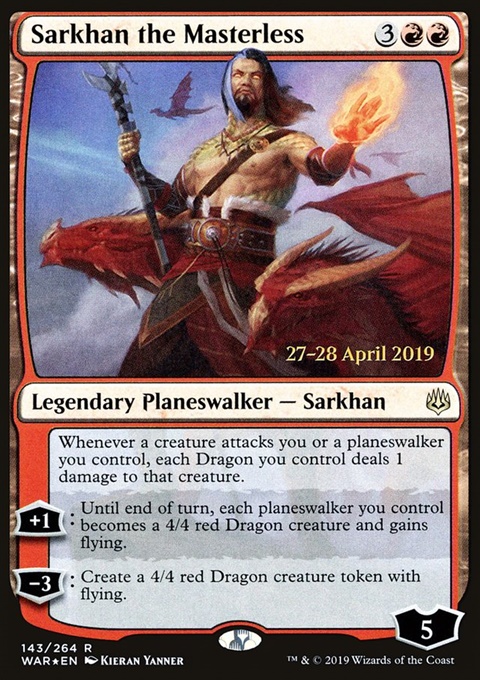 Sarkhan the Masterless 3
27–28 April 2019
Legendary Planeswalker — Sarkhan
Whenever a creature attacks you or a planeswalker
you control, each Dragon you control deals 1
damage to that creature.
+1 : Until end of turn, each planeswalker you control
becomes a 4/4 red Dragon creature and gains
flying.
−3 : Create a 4/4 red Dragon creature token with
flying.
5
143/264 R
WAR★EN Kieran Yanner
™ & © 2019 Wizards of the Coast